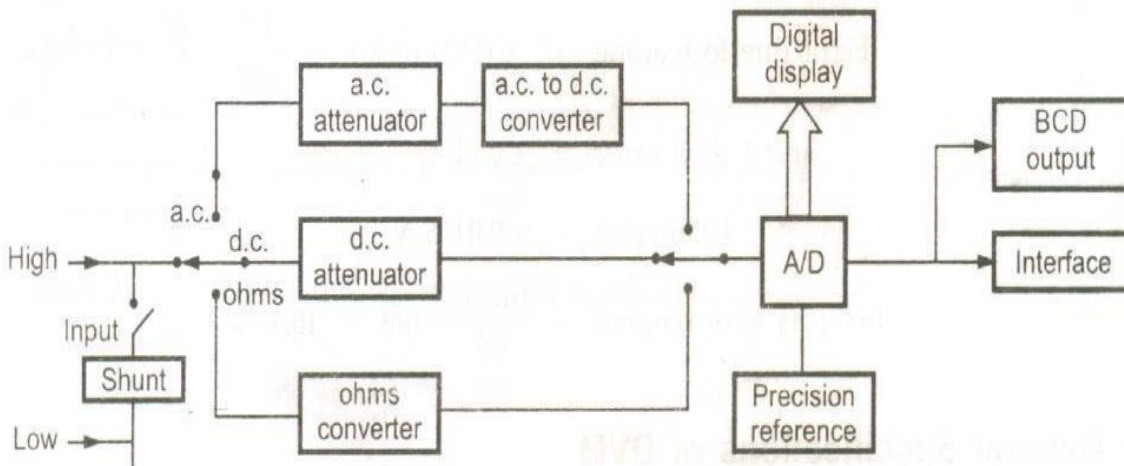 Digital
display
a.c.
attenuator
a.c. to d.c.
converter
BCD
output
a.c.
High
d.c.
d.c.
attenuator
A/D
Interface
ohms
Input
Shunt
ohms
converter
Precision
reference
Low